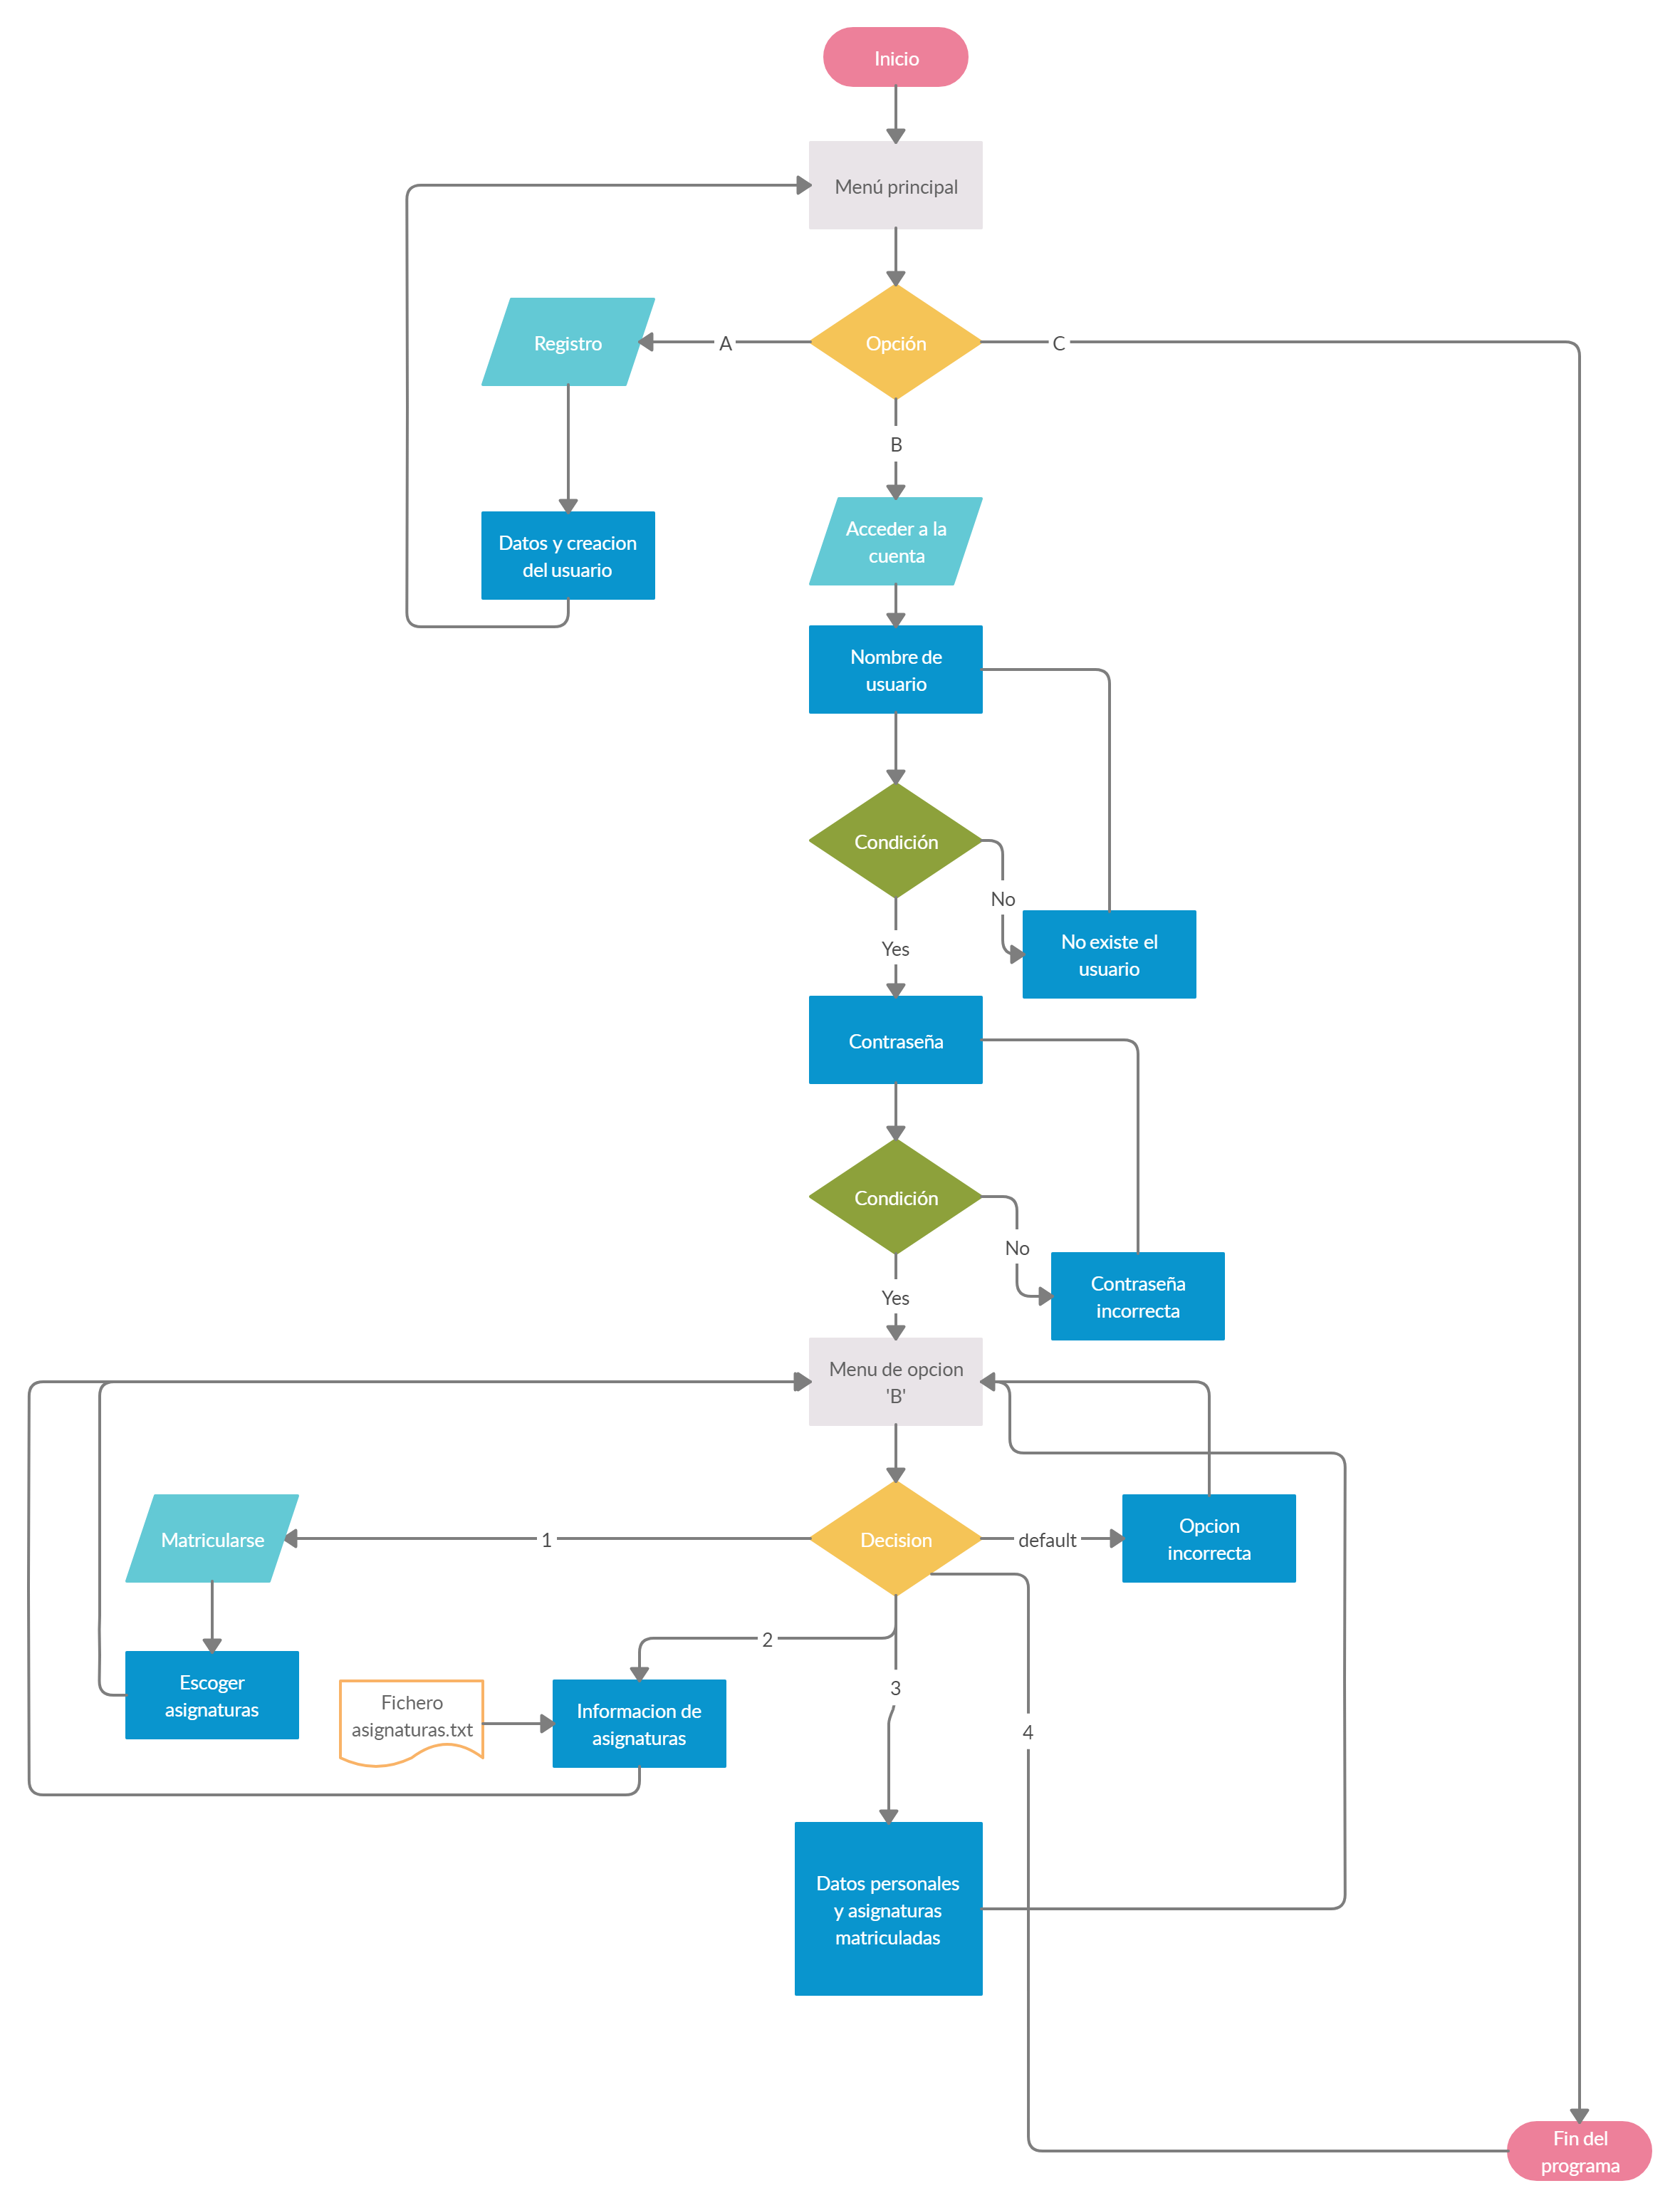 Inicio
Menú principal
Registro
A
Opción
C
B
Acceder a la
cuenta
Datos y creacion
del usuario
Nombre de
usuario
Condición
No
No existe el
usuario
Yes
Contraseña
Condición
No
Contraseña
incorrecta
Yes
Menu de opcion
'B'
Matricularse
1
Decision
default
Opcion
incorrecta
2
3
4
Escoger
asignaturas
Fichero
asignaturas.txt
Informacion de
asignaturas
Datos personales
y asignaturas
matriculadas
Fin del
programa